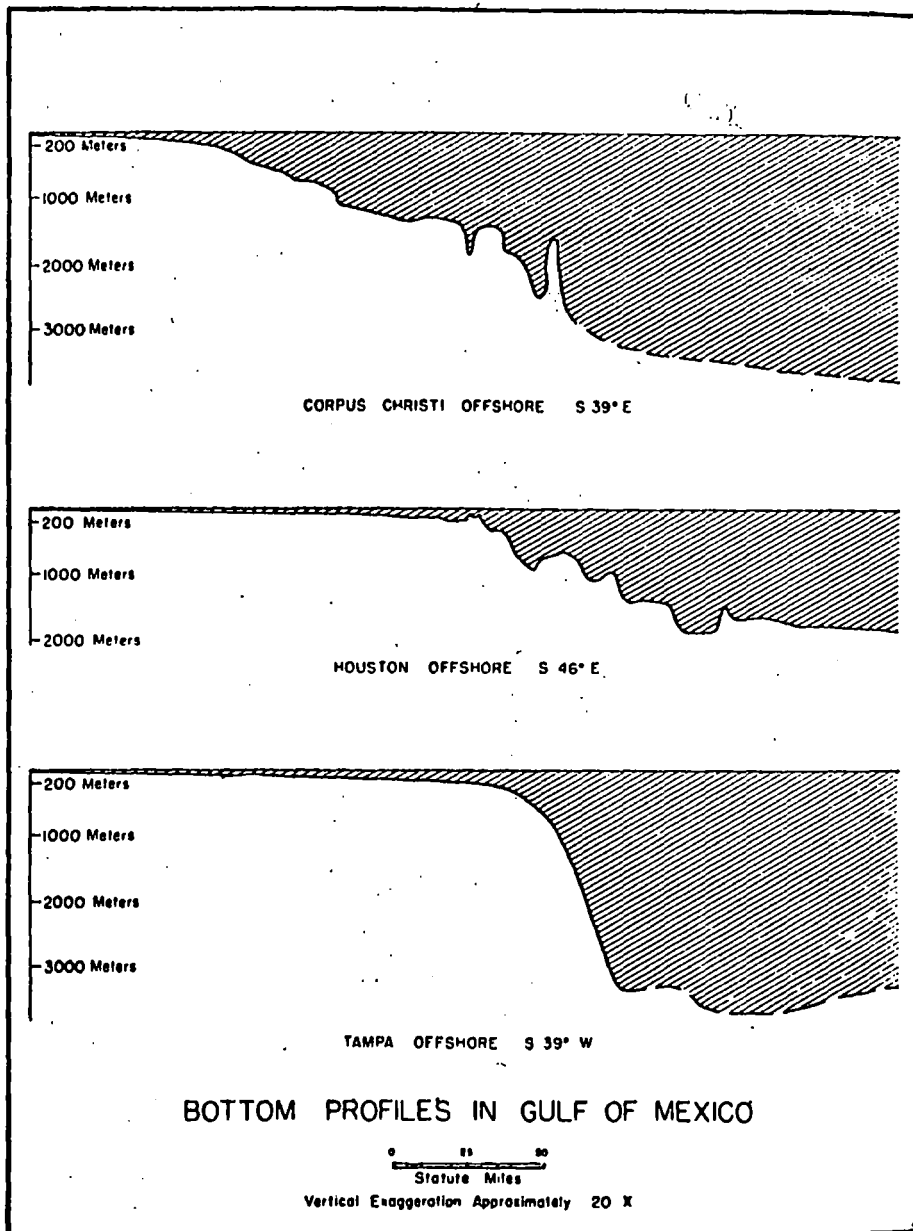 200 Meters
1000 Meters
2000 Meters
3000 Meters
CORPUS CHRISTI OFFSHORE S 39° E
200 Meters
1000 Meters
2000 Meters
HOUSTON OFFSHORE S 46° E
200 Meters
1000 Meters
2000 Meters
3000 Meters
TAMPA OFFSHORE S 39° W
BOTTOM PROFILES IN GULF OF MEXICO
0 25 50
Statute Miles
Vertical Exaggeration Approximately 20 X